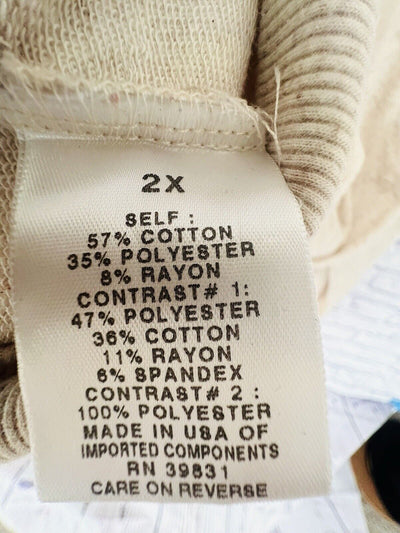 2X
SELF :
57% COTTON
35% POLYESTER
8% RAYON
CONTRAST# 1:
47% POLYESTER
36% COTTON
11% RAYON
6% SPANDEX
CONTRAST# 2 :
100% POLYESTER
MADE IN USA OF
IMPORTED COMPONENTS
RN 39831
CARE ON REVERSE